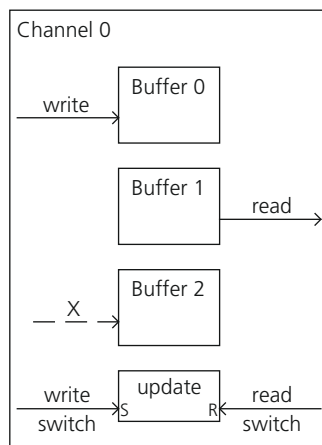 Channel 0
Buffer 0
write
Buffer 1
read
X
Buffer 2
write
update
read
S
R
switch
switch